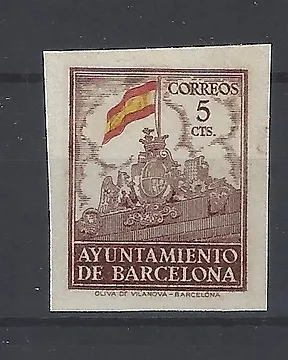 CORREOS
5
CTS.
AYUNTAMIENTO
DE BARCELONA
OLIVA DE VILANOVA-BARCELONA